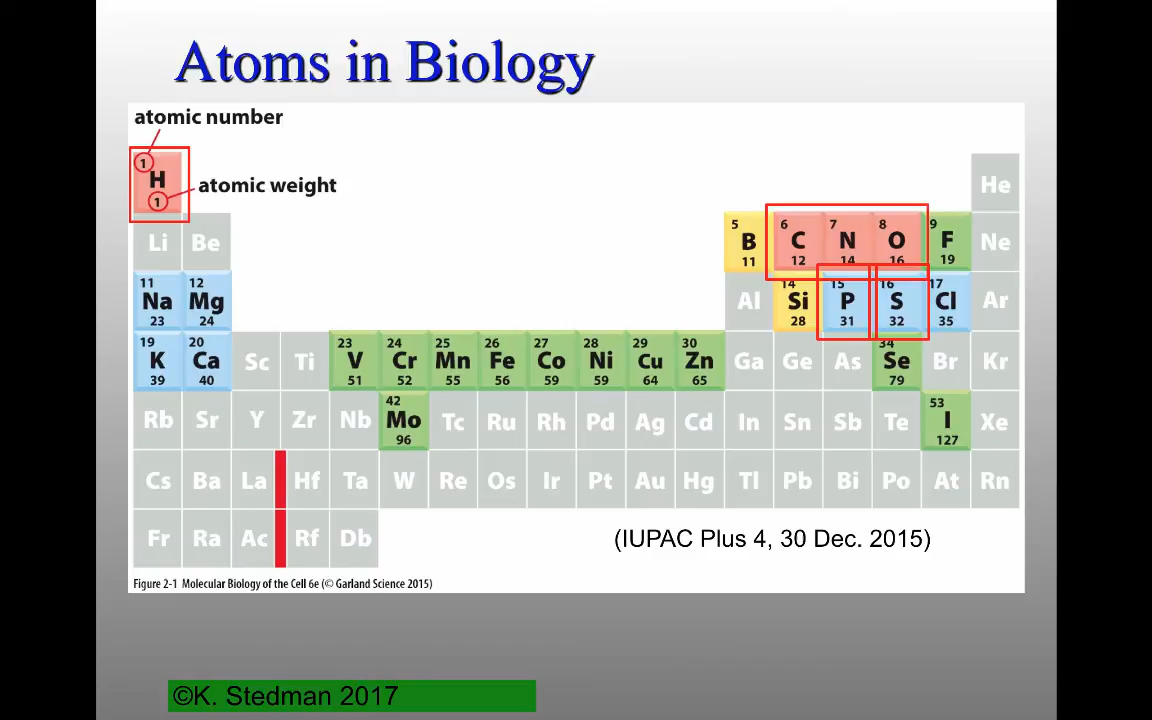 Atoms in Biology
atomic number
1
H
1
atomic weight
He
Li Be
5 B 11
6 C 12
7 N 14
8 O 16
9 F 19
Ne
11 Na 23
12 Mg 24
Al
14 Si 28
15 P 31
16 S 32
17 Cl 35
Ar
19 K 39
20 Ca 40
Sc Ti
23 V 51
24 Cr 52
25 Mn 55
26 Fe 56
27 Co 59
28 Ni 59
29 Cu 64
30 Zn 65
Ga Ge As
34 Se 79
Br Kr
Rb Sr Y Zr Nb
42 Mo 96
Tc Ru Rh Pd Ag Cd In Sn Sb Te
53 I 127
Xe
Cs Ba La Hf Ta W Re Os Ir Pt Au Hg Tl Pb Bi Po At Rn
Fr Ra Ac Rf Db
(IUPAC Plus 4, 30 Dec. 2015)
Figure 2-1 Molecular Biology of the Cell 6e (© Garland Science 2015)
©K. Stedman 2017